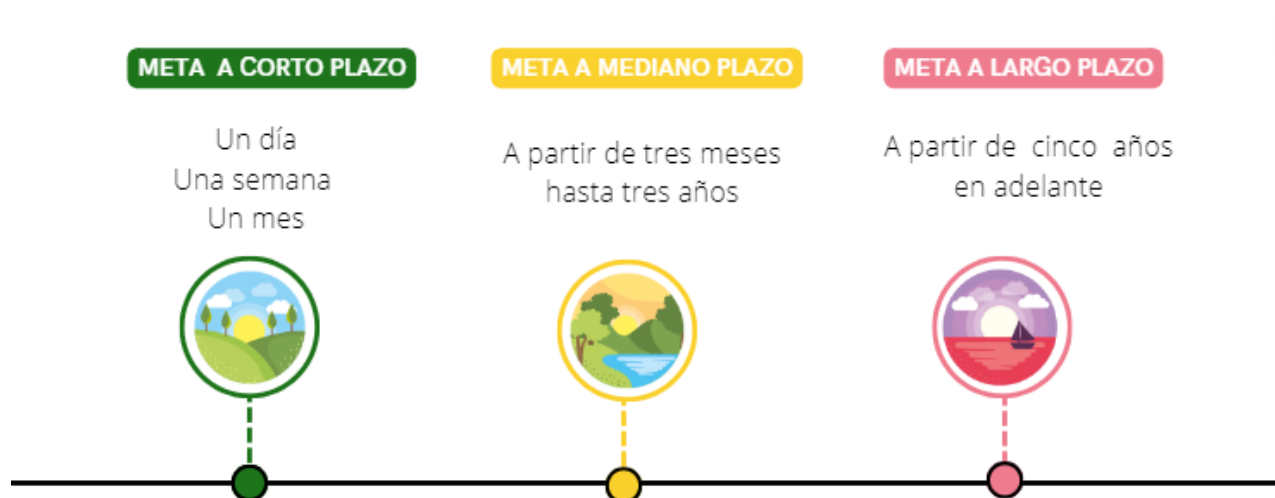 META A CORTO PLAZO
Un día
Una semana
Un mes
META A MEDIANO PLAZO
A partir de tres meses
hasta tres años
META A LARGO PLAZO
A partir de cinco años
en adelante